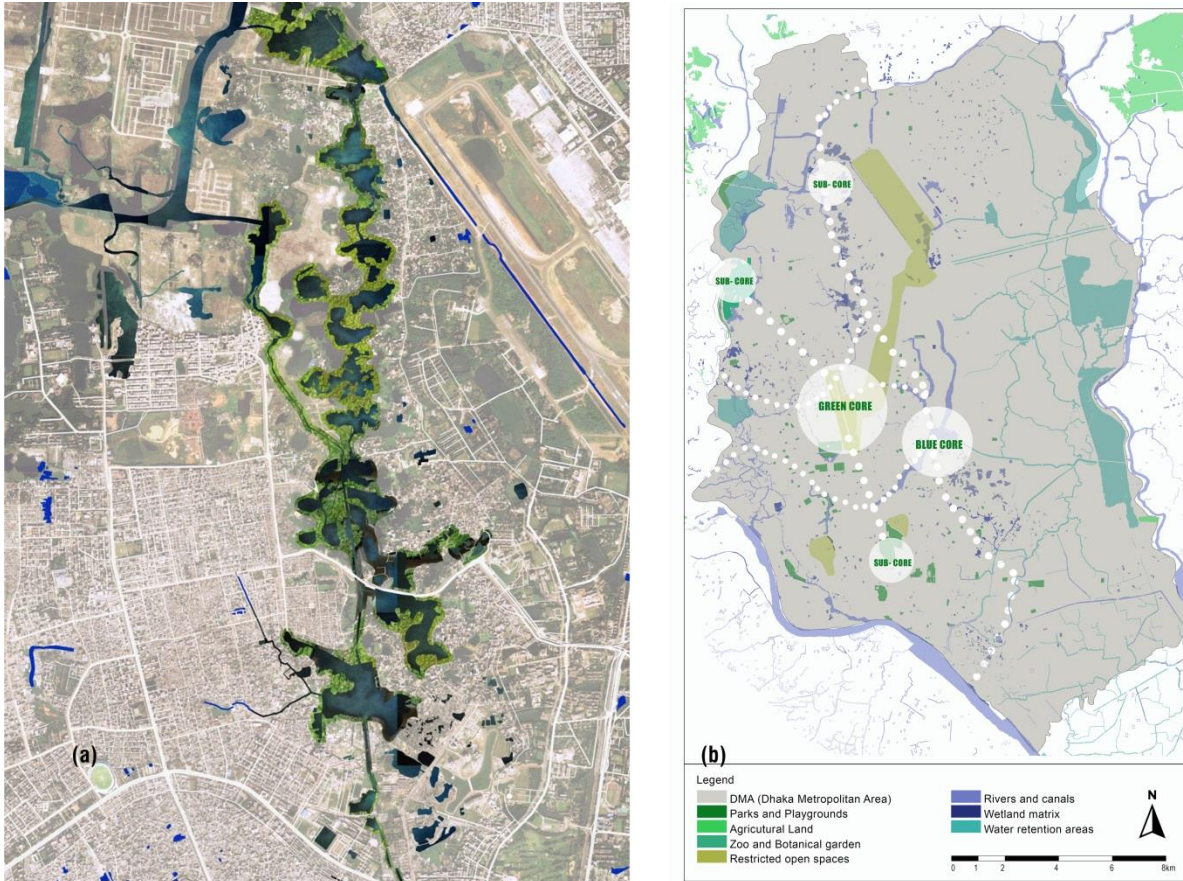 (a)
SUB- CORE
SUB- CORE
GREEN CORE
BLUE CORE
SUB- CORE
(b)
Legend
DMA (Dhaka Metropolitan Area)
Parks and Playgrounds
Agricutural Land
Zoo and Botanical garden
Restricted open spaces
Rivers and canals
Wetland matrix
Water retention areas
N
0 1 2 4 6 8km